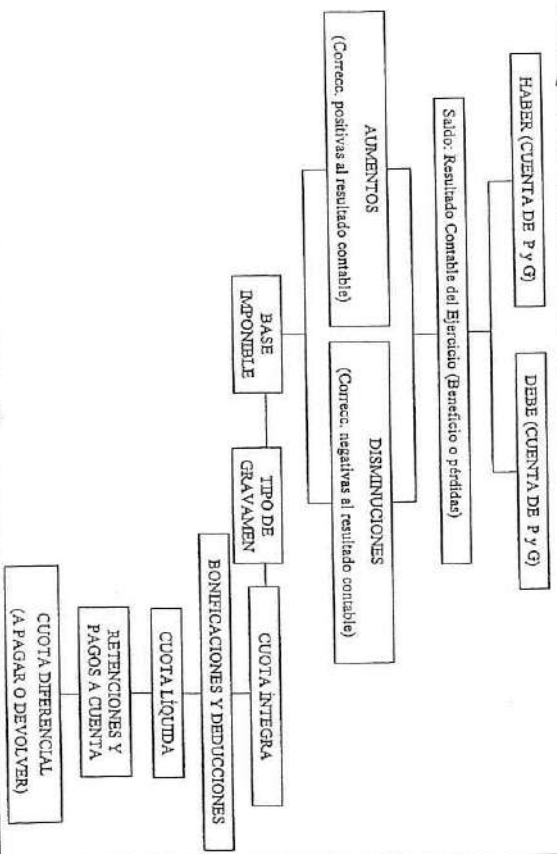 HABER (CUENTA DE P y G)
DEBE (CUENTA DE P y G)
Saldo: Resultado Contable del Ejercicio (Beneficio o pérdidas)
AUMENTOS
(Correcc. positivas al resultado contable)
DISMINUCIONES
(Correcc. negativas al resultado contable)
BASE
IMPONIBLE
TIPO DE
GRAVAMEN
CUOTA ÍNTEGRA
BONIFICACIONES Y DEDUCCIONES
CUOTA LÍQUIDA
RETENCIONES Y
PAGOS A CUENTA
CUOTA DIFERENCIAL
(A PAGAR O DEVOLVER)